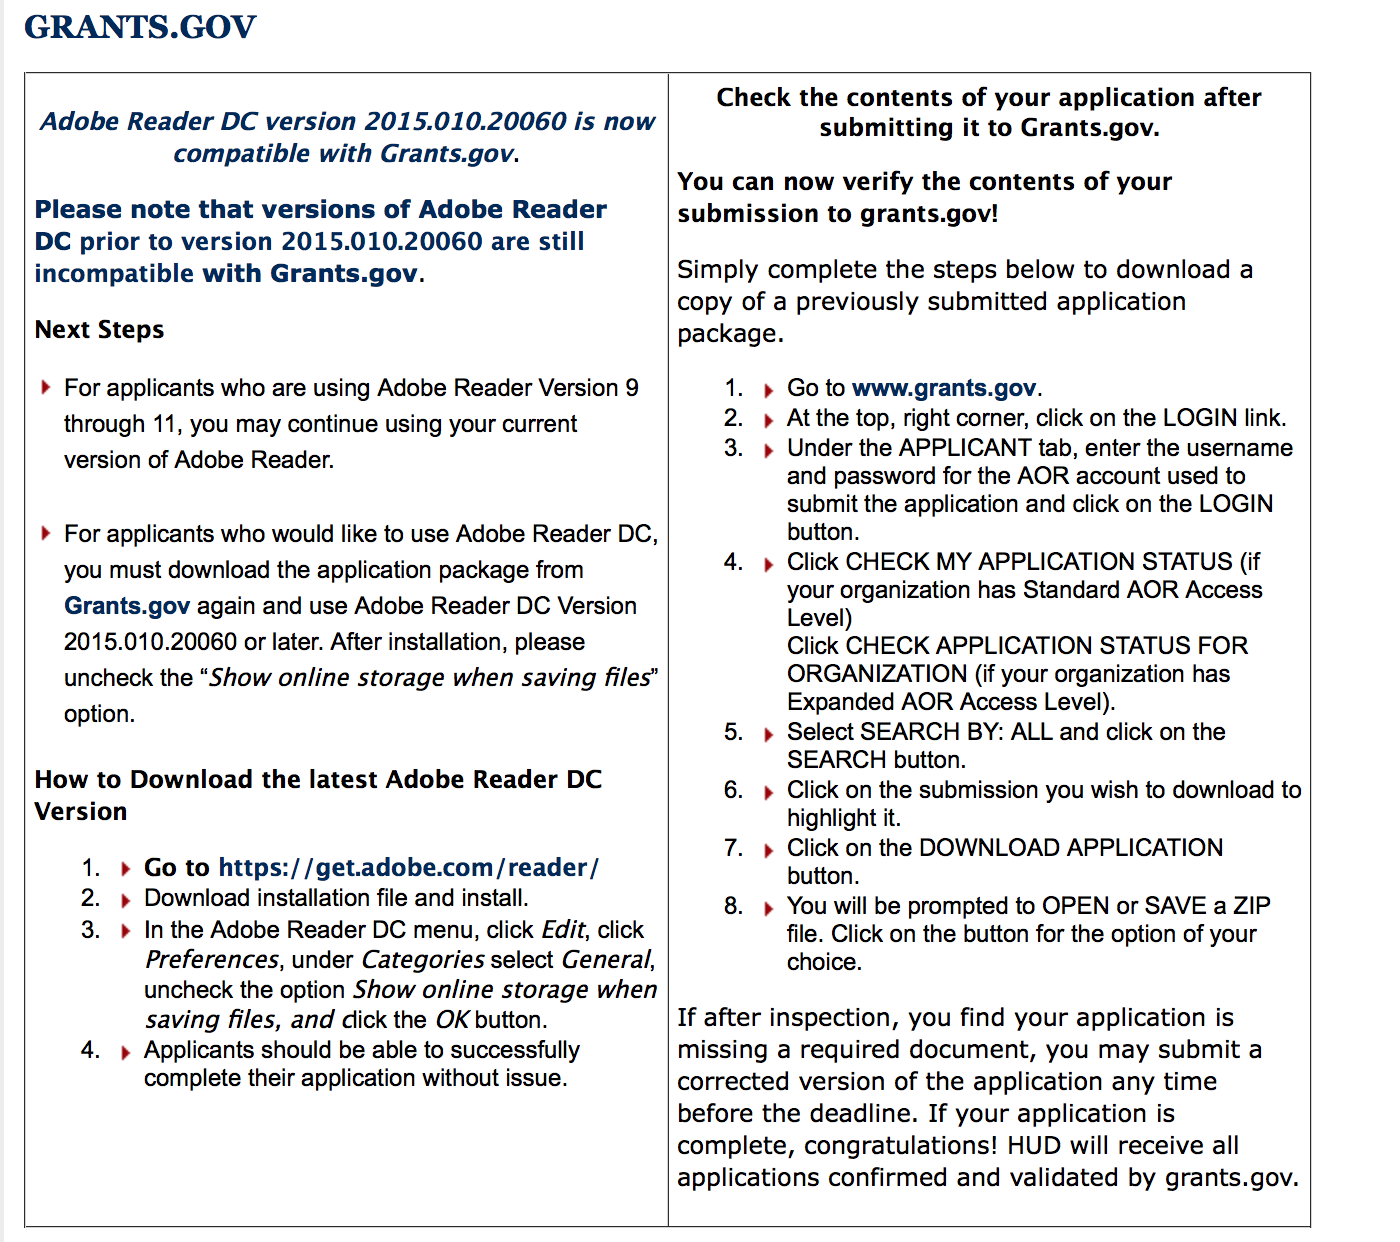 GRANTS.GOV
Adobe Reader DC version 2015.010.20060 is now
compatible with Grants.gov.
Please note that versions of Adobe Reader
DC prior to version 2015.010.20060 are still
incompatible with Grants.gov.
Next Steps
For applicants who are using Adobe Reader Version 9
through 11, you may continue using your current
version of Adobe Reader.
For applicants who would like to use Adobe Reader DC,
you must download the application package from
Grants.gov again and use Adobe Reader DC Version
2015.010.20060 or later. After installation, please
uncheck the “Show online storage when saving files”
option.
How to Download the latest Adobe Reader DC
Version
1. Go to https://get.adobe.com/reader/
2. Download installation file and install.
3. In the Adobe Reader DC menu, click Edit, click
Preferences, under Categories select General,
uncheck the option Show online storage when
saving files, and click the OK button.
4. Applicants should be able to successfully
complete their application without issue.
Check the contents of your application after
submitting it to Grants.gov.
You can now verify the contents of your
submission to grants.gov!
Simply complete the steps below to download a
copy of a previously submitted application
package.
1. Go to www.grants.gov.
2. At the top, right corner, click on the LOGIN link.
3. Under the APPLICANT tab, enter the username
and password for the AOR account used to
submit the application and click on the LOGIN
button.
4. Click CHECK MY APPLICATION STATUS (if
your organization has Standard AOR Access
Level)
Click CHECK APPLICATION STATUS FOR
ORGANIZATION (if your organization has
Expanded AOR Access Level).
5. Select SEARCH BY: ALL and click on the
SEARCH button.
6. Click on the submission you wish to download to
highlight it.
7. Click on the DOWNLOAD APPLICATION
button.
8. You will be prompted to OPEN or SAVE a ZIP
file. Click on the button for the option of your
choice.
If after inspection, you find your application is
missing a required document, you may submit a
corrected version of the application any time
before the deadline. If your application is
complete, congratulations! HUD will receive all
applications confirmed and validated by grants.gov.